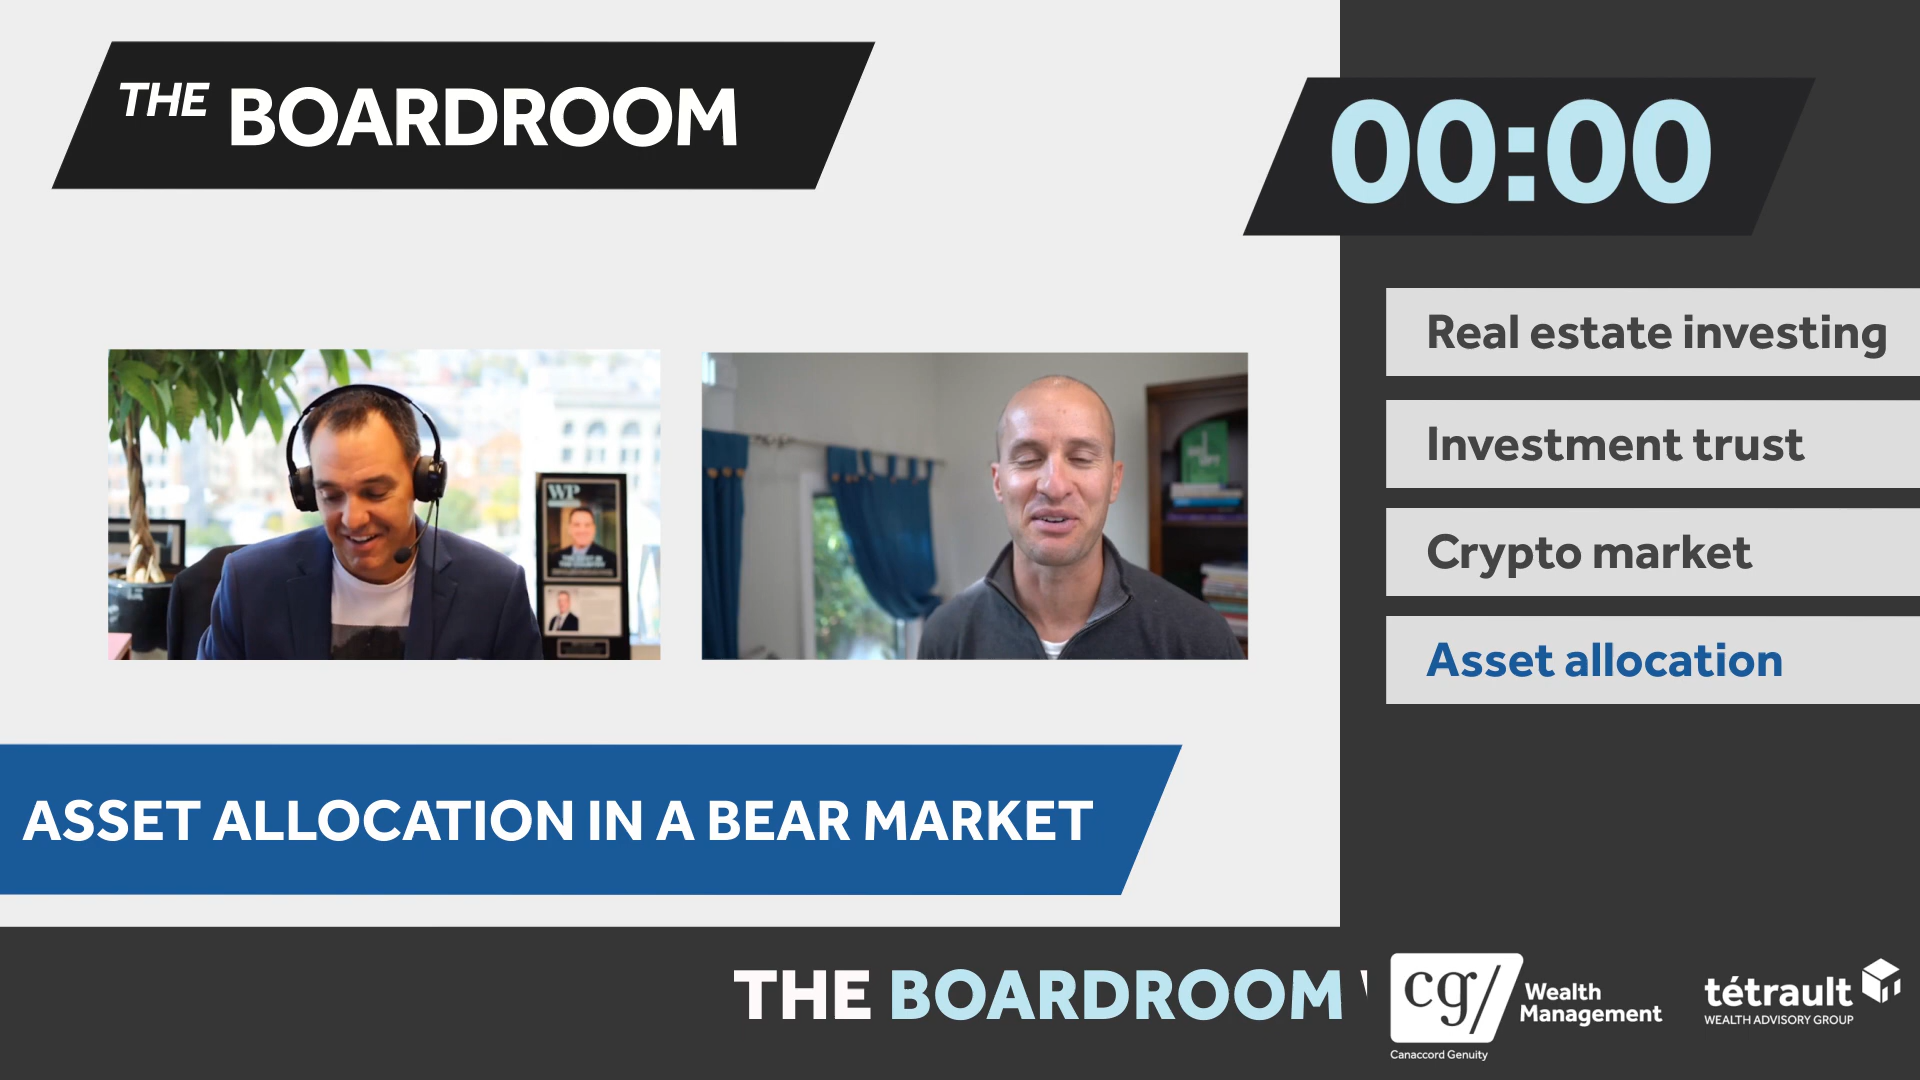 THE BOARDROOM
00:00
Real estate investing
Investment trust
Crypto market
Asset allocation
WP
ASSET ALLOCATION IN A BEAR MARKET
THE BOARDROOM
cg/ Wealth Management
Canaccord Genuity
tétrault
WEALTH ADVISORY GROUP